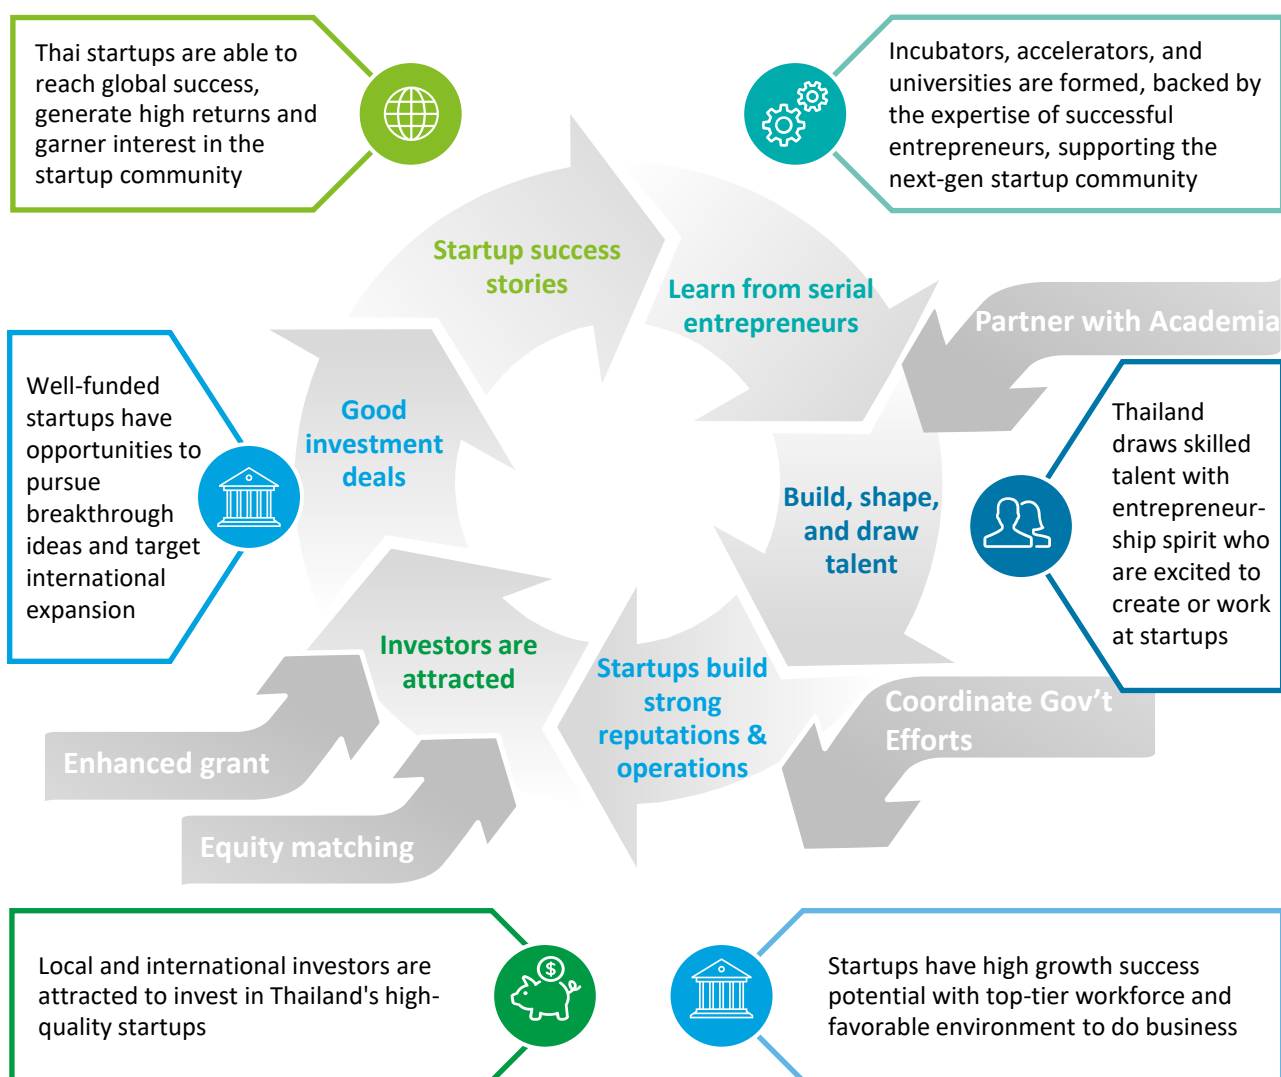 Thai startups are able to
reach global success,
generate high returns and
garner interest in the
startup community
Incubators, accelerators, and
universities are formed, backed by
the expertise of successful
entrepreneurs, supporting the
next-gen startup community
Startup success
stories
Learn from serial
entrepreneurs
Partner with Academia
Well-funded
startups have
opportunities to
pursue
breakthrough
ideas and target
international
expansion
Good
investment
deals
Build, shape,
and draw
talent
Thailand
draws skilled
talent with
entrepreneur-
ship spirit who
are excited to
create or work
at startups
Investors are
attracted
Startups build
strong
reputations &
operations
Coordinate Gov't
Efforts
Enhanced grant
Equity matching
$
Local and international investors are
attracted to invest in Thailand's high-
quality startups
Startups have high growth success
potential with top-tier workforce and
favorable environment to do business